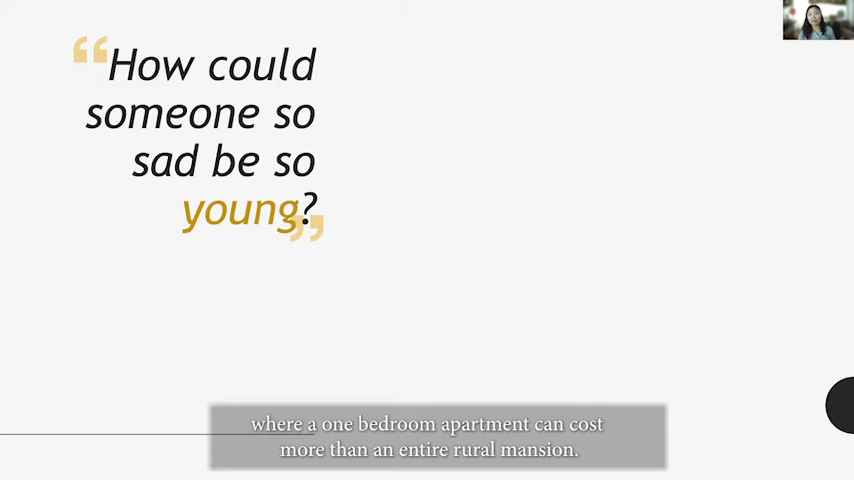 “How could
someone so
sad be so
young?”
where a one bedroom apartment can cost
more than an entire rural mansion.